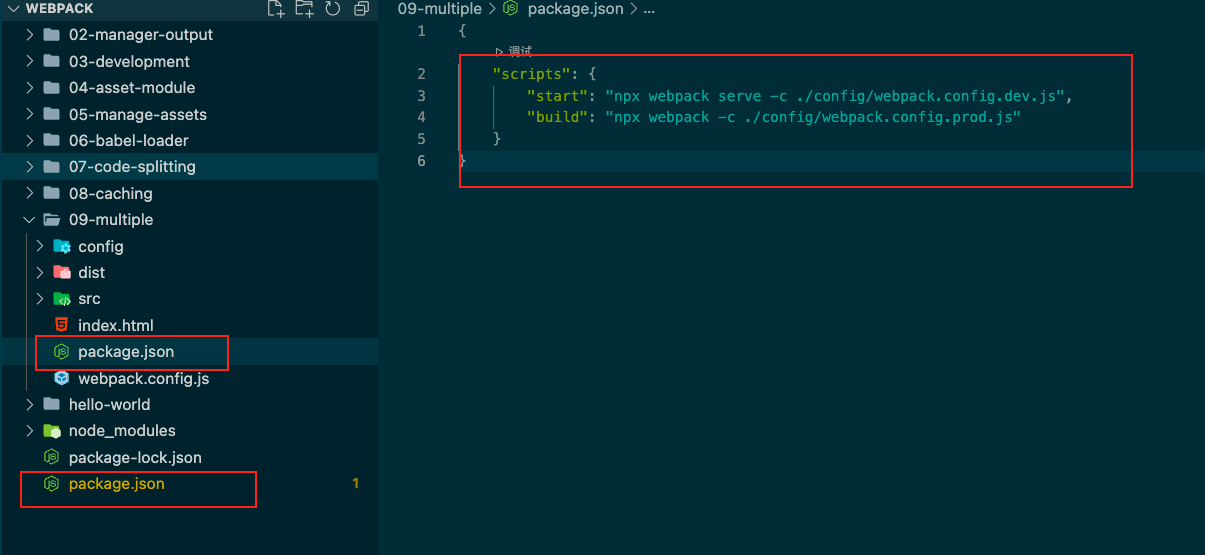 WEBPACK
02-manager-output
03-development
04-asset-module
05-manage-assets
06-babel-loader
07-code-splitting
08-caching
09-multiple
config
dist
src
index.html
package.json
webpack.config.js
hello-world
node_modules
package-lock.json
package.json 1
09-multiple > package.json > ...
1 {
调试
2 "scripts": {
3 "start": "npx webpack serve -c ./config/webpack.config.dev.js",
4 "build": "npx webpack -c ./config/webpack.config.prod.js"
5 }
6 }